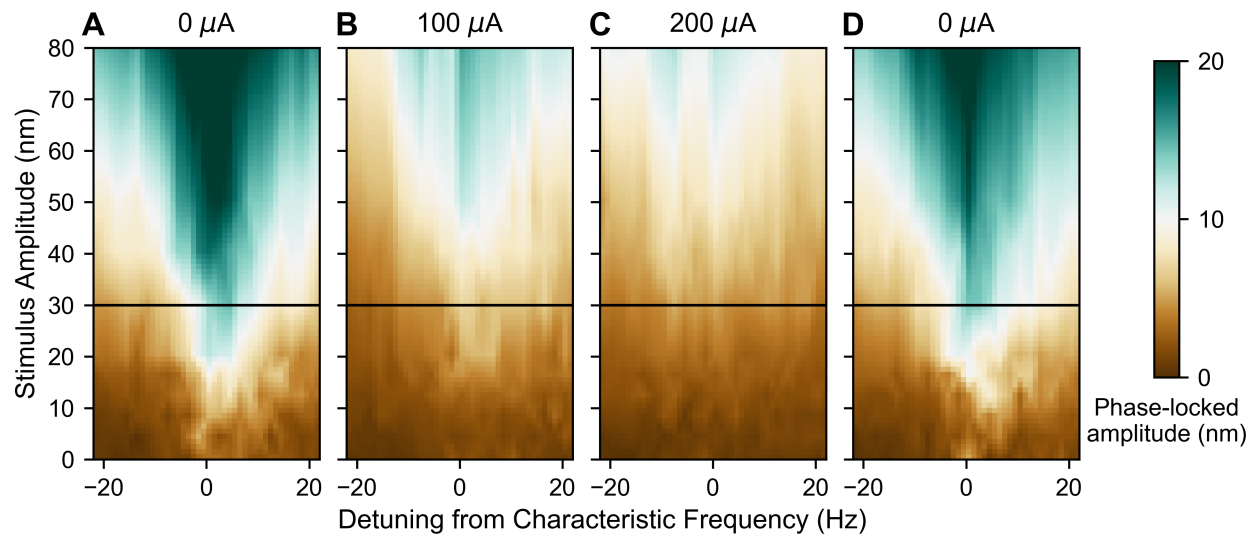 A 0 μA B 100 μA C 200 μA D 0 μA
80
70
60
50
40
30
20
10
0
Stimulus Amplitude (nm)
−20 0 20 −20 0 20 −20 0 20 −20 0 20
Detuning from Characteristic Frequency (Hz)
20
10
0
Phase-locked
amplitude (nm)